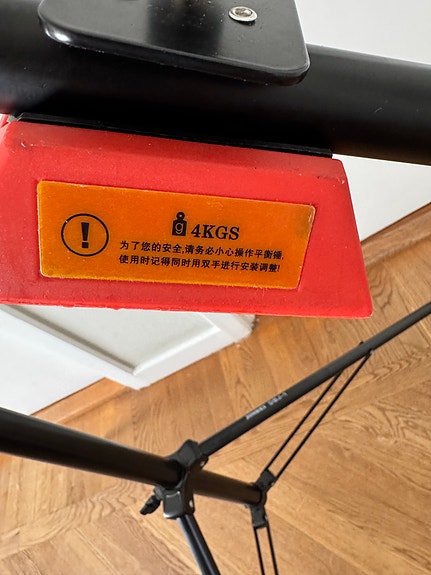 ! g 4KGS
为了您的安全,请务必小心操作平衡锤,
使用时记得同时用双手进行安装调整!